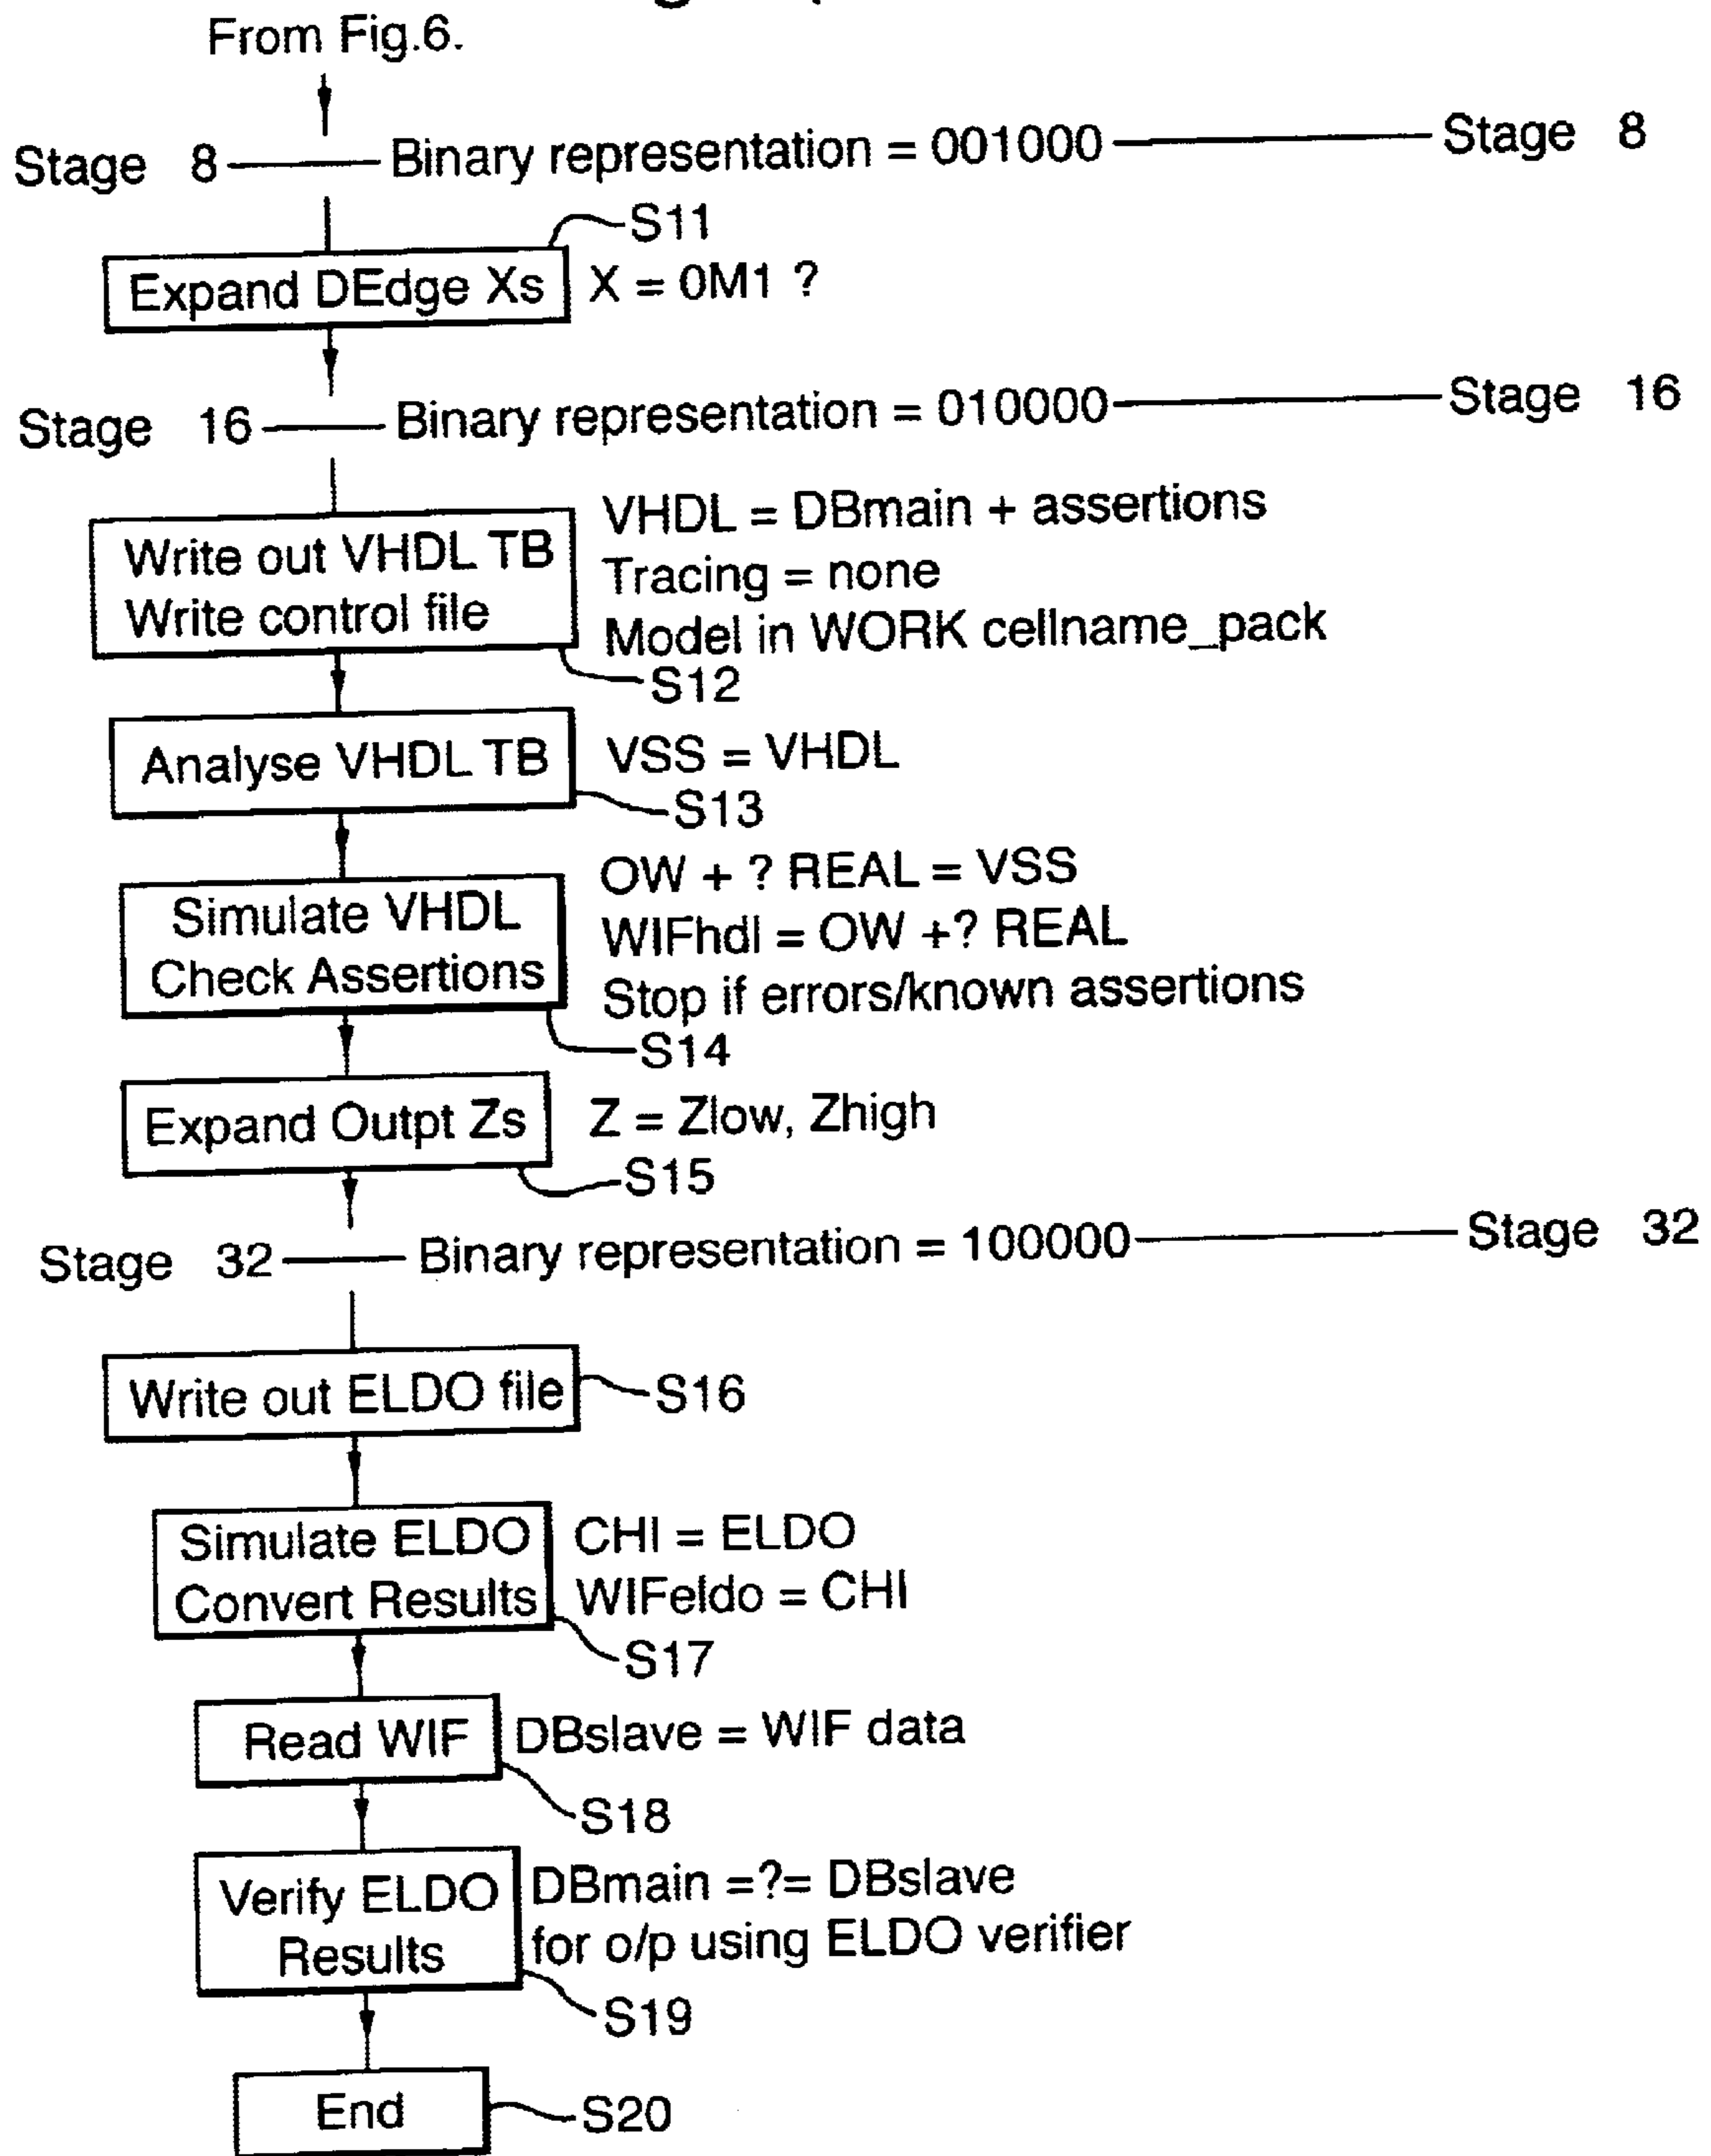 From Fig.6.
Stage 8 Binary representation = 001000 Stage 8
S11
Expand DEdge Xs X = 0M1 ?
Stage 16 Binary representation = 010000 Stage 16
Write out VHDL TB
Write control file
VHDL = DBmain + assertions
Tracing = none
Model in WORK cellname_pack
S12
Analyse VHDL TB VSS = VHDL
S13
Simulate VHDL
Check Assertions
OW + ? REAL = VSS
WIFhdl = OW +? REAL
Stop if errors/known assertions
S14
Expand Outpt Zs Z = Zlow, Zhigh
S15
Stage 32 Binary representation = 100000 Stage 32
Write out ELDO file S16
Simulate ELDO
Convert Results
CHI = ELDO
WIFeldo = CHI
S17
Read WIF DBslave = WIF data
S18
Verify ELDO
Results
DBmain =?= DBslave
for o/p using ELDO verifier
S19
End S20